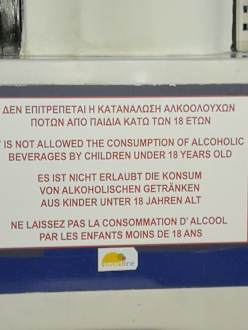 ΔΕΝ ΕΠΙΤΡΕΠΕΤΑΙ Η ΚΑΤΑΝΑΛΩΣΗ ΑΛΚΟΟΛΟΥΧΩΝ
ΠΟΤΩΝ ΑΠΟ ΠΑΙΔΙΑ ΚΑΤΩ ΤΩΝ 18 ΕΤΩΝ
IS NOT ALLOWED THE CONSUMPTION OF ALCOHOLIC
BEVERAGES BY CHILDREN UNDER 18 YEARS OLD
ES IST NICHT ERLAUBT DIE KONSUM
VON ALKOHOLISCHEN GETRÄNKEN
AUS KINDER UNTER 18 JAHREN ALT
NE LAISSEZ PAS LA CONSOMMATION D' ALCOOL
PAR LES ENFANTS MOINS DE 18 ANS